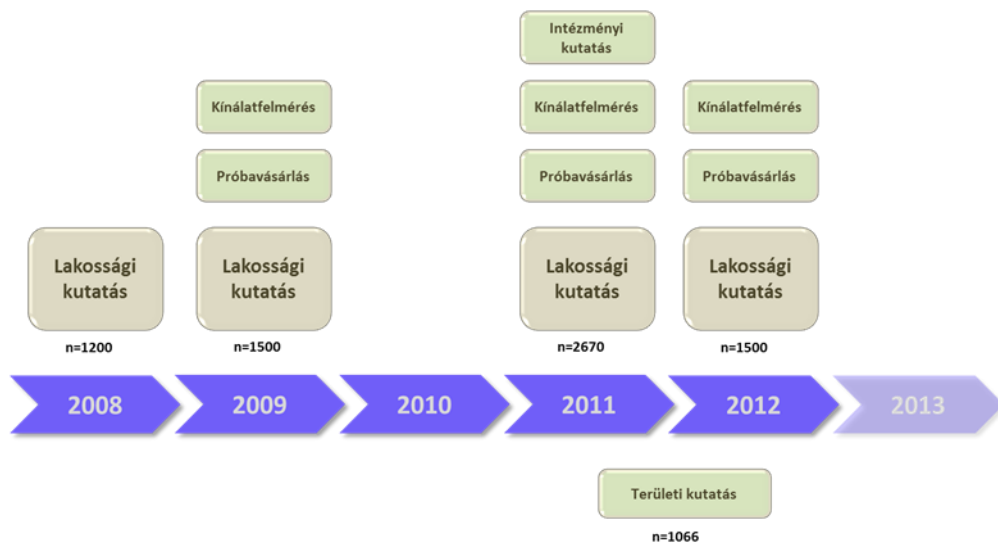 Intézményi
kutatás
Kínálatfelmérés
Kínálatfelmérés
Kínálatfelmérés
Próbavásárlás
Próbavásárlás
Próbavásárlás
Lakossági
kutatás
Lakossági
kutatás
Lakossági
kutatás
Lakossági
kutatás
n=1200
n=1500
n=2670
n=1500
2008
2009
2010
2011
2012
2013
Területi kutatás
n=1066